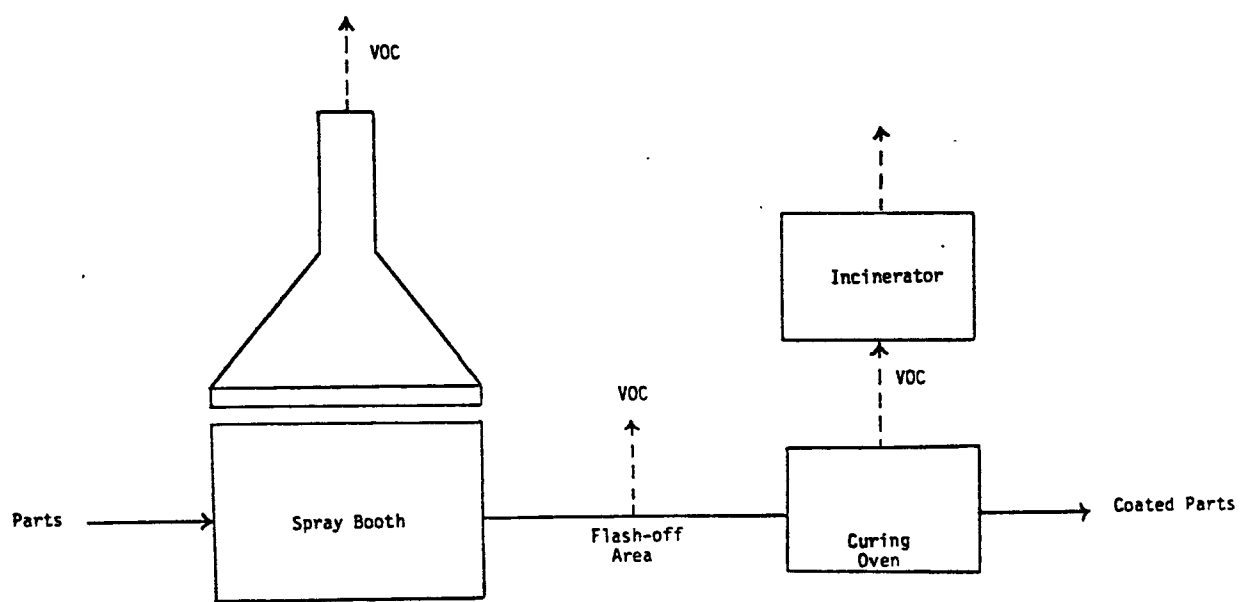 VOC
Incinerator
VOC
VOC
Parts
Spray Booth
Flash-off
Area
Curing
Oven
Coated Parts